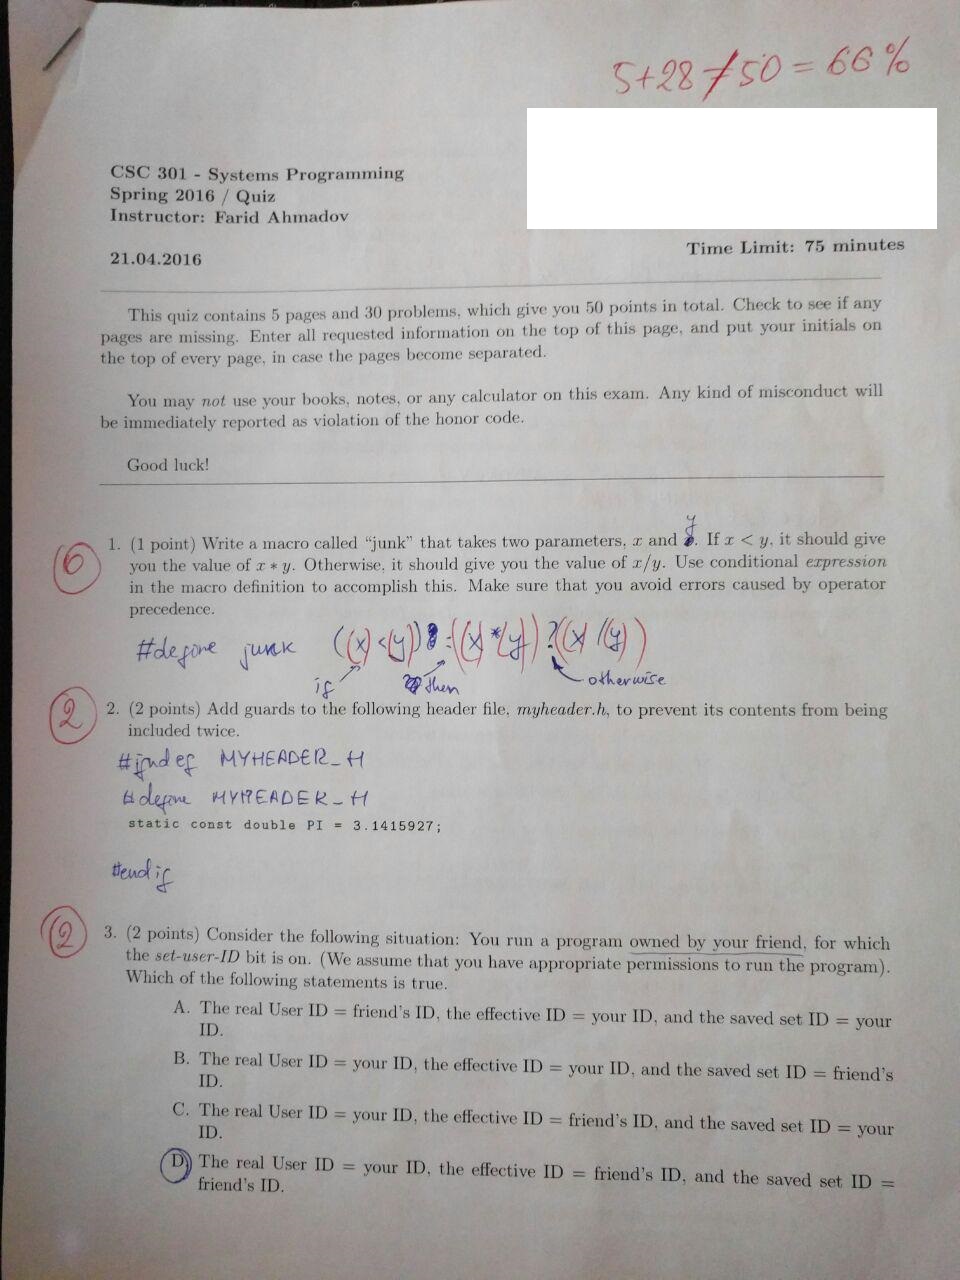 5+28/50 = 66%
CSC 301 - Systems Programming
Spring 2016 / Quiz
Instructor: Farid Ahmadov
21.04.2016
Time Limit: 75 minutes
This quiz contains 5 pages and 30 problems, which give you 50 points in total. Check to see if any
pages are missing. Enter all requested information on the top of this page, and put your initials on
the top of every page, in case the pages become separated.
You may not use your books, notes, or any calculator on this exam. Any kind of misconduct will
be immediately reported as violation of the honor code.
Good luck!
y
1. (1 point) Write a macro called “junk” that takes two parameters, x and . If x < y, it should give
you the value of x * y. Otherwise, it should give you the value of x/y. Use conditional expression
in the macro definition to accomplish this. Make sure that you avoid errors caused by operator
precedence.
#define junk ((x)<(y)) : ((x)*(y)) ? ((x)/(y))
if then otherwise
2
2. (2 points) Add guards to the following header file, myheader.h, to prevent its contents from being
included twice.
#ifndef MYHEADER_H
#define MYHEADER_H
static const double PI = 3.1415927;
#endif
2
3. (2 points) Consider the following situation: You run a program owned by your friend, for which
the set-user-ID bit is on. (We assume that you have appropriate permissions to run the program).
Which of the following statements is true.
A. The real User ID = friend's ID, the effective ID = your ID, and the saved set ID = your
ID.
B. The real User ID = your ID, the effective ID = your ID, and the saved set ID = friend's
ID.
C. The real User ID = your ID, the effective ID = friend's ID, and the saved set ID = your
ID.
D. The real User ID = your ID, the effective ID = friend's ID, and the saved set ID =
friend's ID.